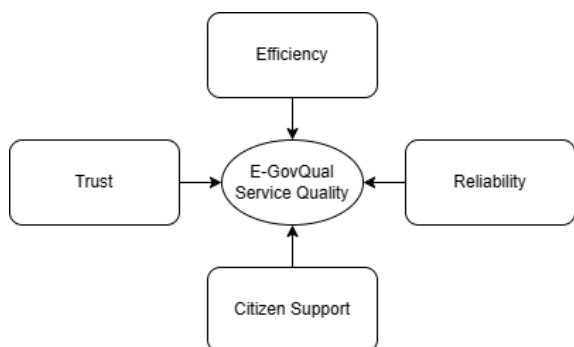 Efficiency
Trust
E-GovQual
Service Quality
Reliability
Citizen Support